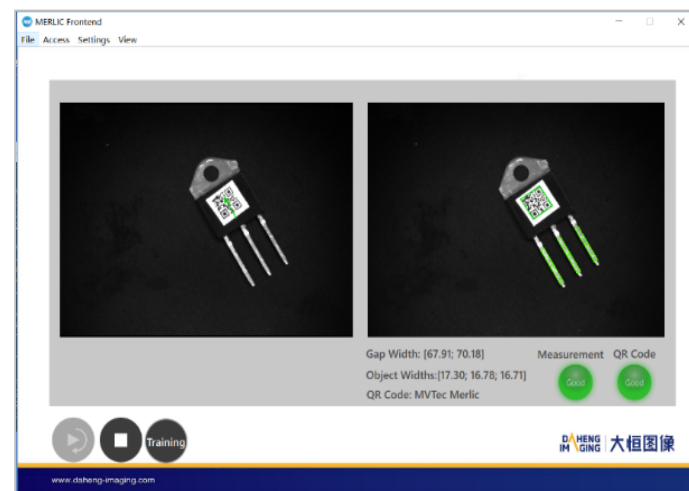 MERLIC Frontend
File Access Settings View
Gap Width: [67.91; 70.18]
Object Widths:[17.30; 16.78; 16.71]
QR Code: MVTec Merlic
Measurement QR Code
Good Good
Training
DAHENG
IMAGING
大恒图像
www.daheng-imaging.com